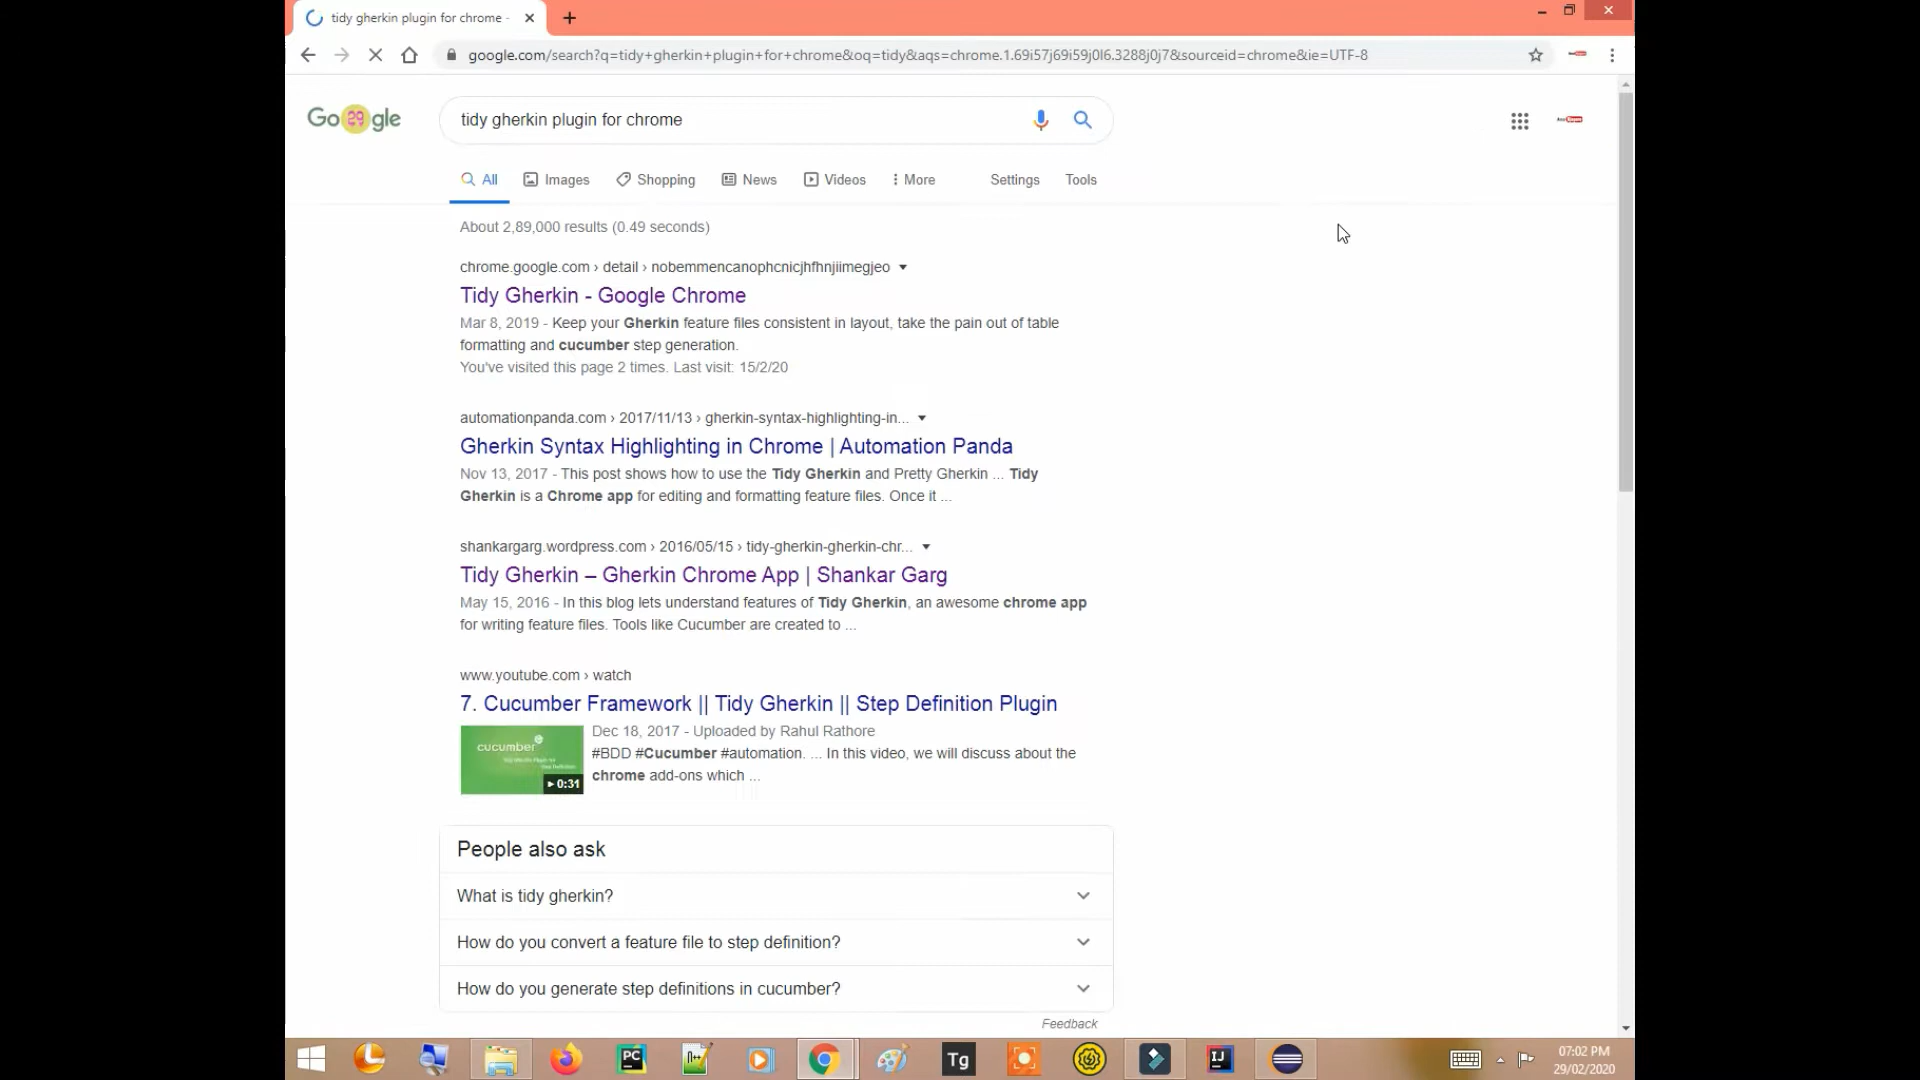 tidy gherkin plugin for chrome -
google.com/search?q=tidy+gherkin+plugin+for+chrome&oq=tidy&aqs=chrome.1.69i57j69i59j0l6.3288j0j7&sourceid=chrome&ie=UTF-8
Go29gle
tidy gherkin plugin for chrome
All Images Shopping News Videos More Settings Tools
About 2,89,000 results (0.49 seconds)
chrome.google.com › detail › nobemmencanophcnicjhfhnjiimegjeo
Tidy Gherkin - Google Chrome
Mar 8, 2019 - Keep your Gherkin feature files consistent in layout, take the pain out of table
formatting and cucumber step generation.
You've visited this page 2 times. Last visit: 15/2/20
automationpanda.com › 2017/11/13 › gherkin-syntax-highlighting-in...
Gherkin Syntax Highlighting in Chrome | Automation Panda
Nov 13, 2017 - This post shows how to use the Tidy Gherkin and Pretty Gherkin ... Tidy
Gherkin is a Chrome app for editing and formatting feature files. Once it ...
shankargarg.wordpress.com › 2016/05/15 › tidy-gherkin-gherkin-chr...
Tidy Gherkin – Gherkin Chrome App | Shankar Garg
May 15, 2016 - In this blog lets understand features of Tidy Gherkin, an awesome chrome app
for writing feature files. Tools like Cucumber are created to ...
www.youtube.com › watch
7. Cucumber Framework || Tidy Gherkin || Step Definition Plugin
cucumber
0:31
Dec 18, 2017 - Uploaded by Rahul Rathore
#BDD #Cucumber #automation. ... In this video, we will discuss about the
chrome add-ons which ...
People also ask
What is tidy gherkin?
How do you convert a feature file to step definition?
How do you generate step definitions in cucumber?
Feedback
PC
Tg
IJ
07:02 PM
29/02/2020